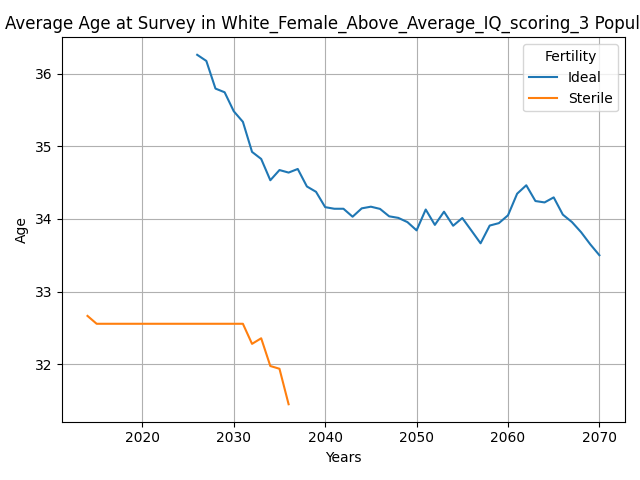 Average Age at Survey in White_Female_Above_Average_IQ_scoring_3 Popul
Fertility
Ideal
Sterile
Age
36
35
34
33
32
2020 2030 2040 2050 2060 2070
Years